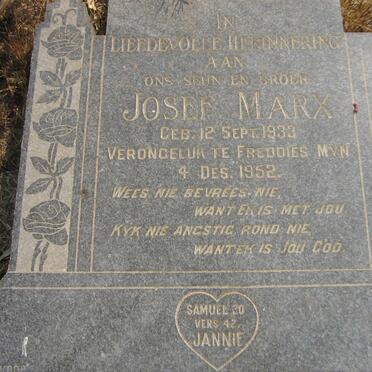 IN
LIEFDEVOLLE HERINNERING
AAN
ONS SEUN EN BROER
JOSEF MARX
GEB. 12 SEPT. 1933
VERONGELUK TE FREDDIES MYN
4 DES. 1952.
WEES NIE BEVREES NIE,
WANT EK IS MET JOU
KYK NIE ANGSTIG ROND NIE,
WANT EK IS JOU GOD.
SAMUEL 20
VERS 42.
JANNIE